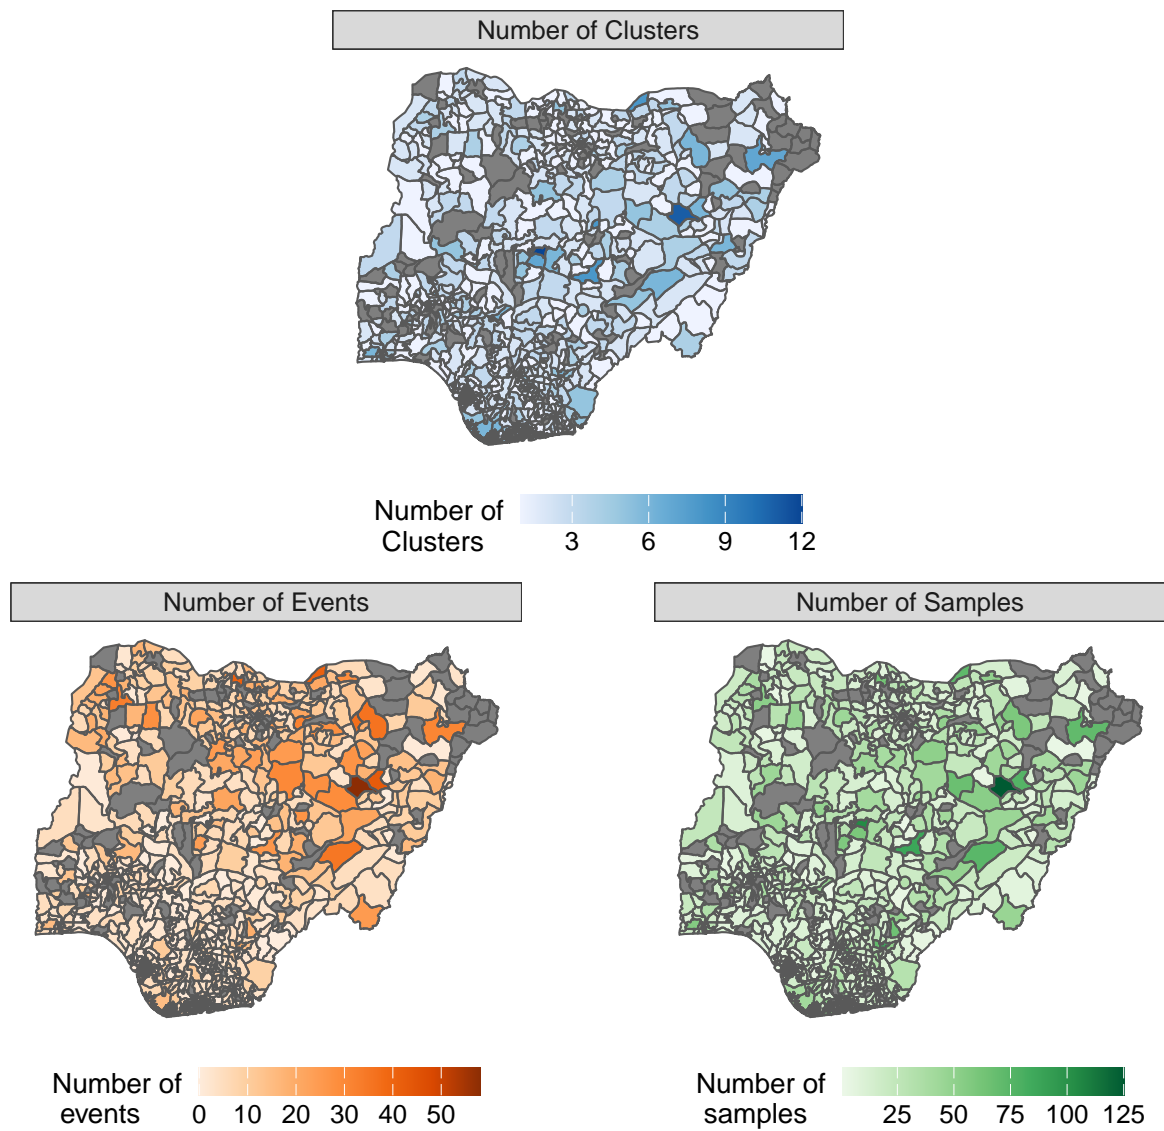 Number of Clusters
Number of
Clusters
3 6 9 12
Number of Events
Number of Samples
Number of
events
0 10 20 30 40 50
Number of
samples
25 50 75 100 125